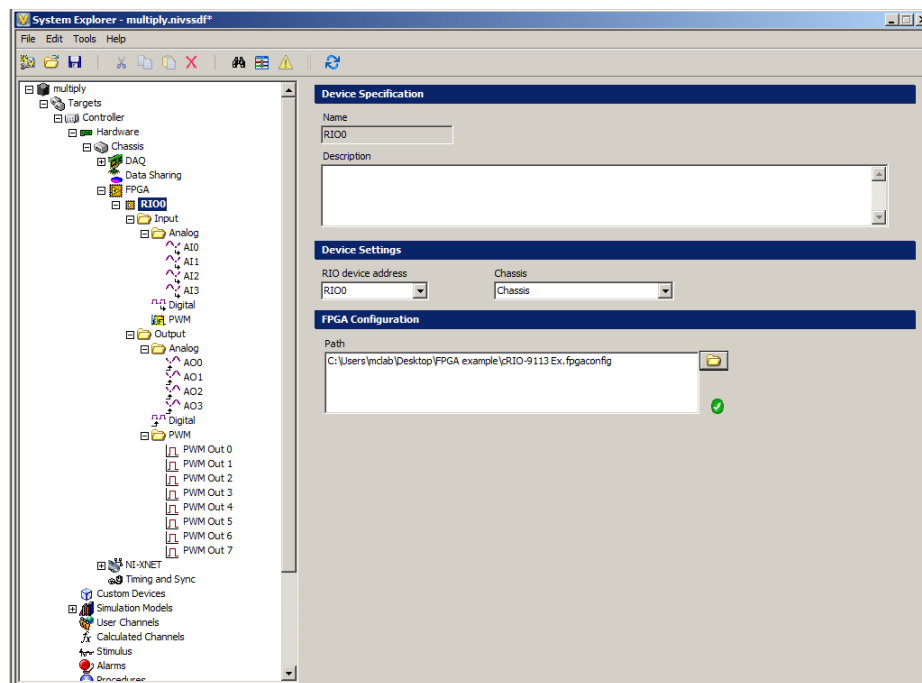 System Explorer - multiply.nivssdf*
File Edit Tools Help
multiply
Targets
Controller
Hardware
Chassis
DAQ
Data Sharing
FPGA
RIO0
Input
Analog
AI0
AI1
AI2
AI3
Digital
PWM
Output
Analog
AO0
AO1
AO2
AO3
Digital
PWM
PWM Out 0
PWM Out 1
PWM Out 2
PWM Out 3
PWM Out 4
PWM Out 5
PWM Out 6
PWM Out 7
NI-XNET
Timing and Sync
Custom Devices
Simulation Models
User Channels
fx Calculated Channels
Stimulus
Alarms
Procedures
Device Specification
Name
RIO0
Description
Device Settings
RIO device address Chassis
RIO0 Chassis
FPGA Configuration
Path
C:\Users\mclab\Desktop\FPGA example\cRIO-9113 Ex.fpgaconfig